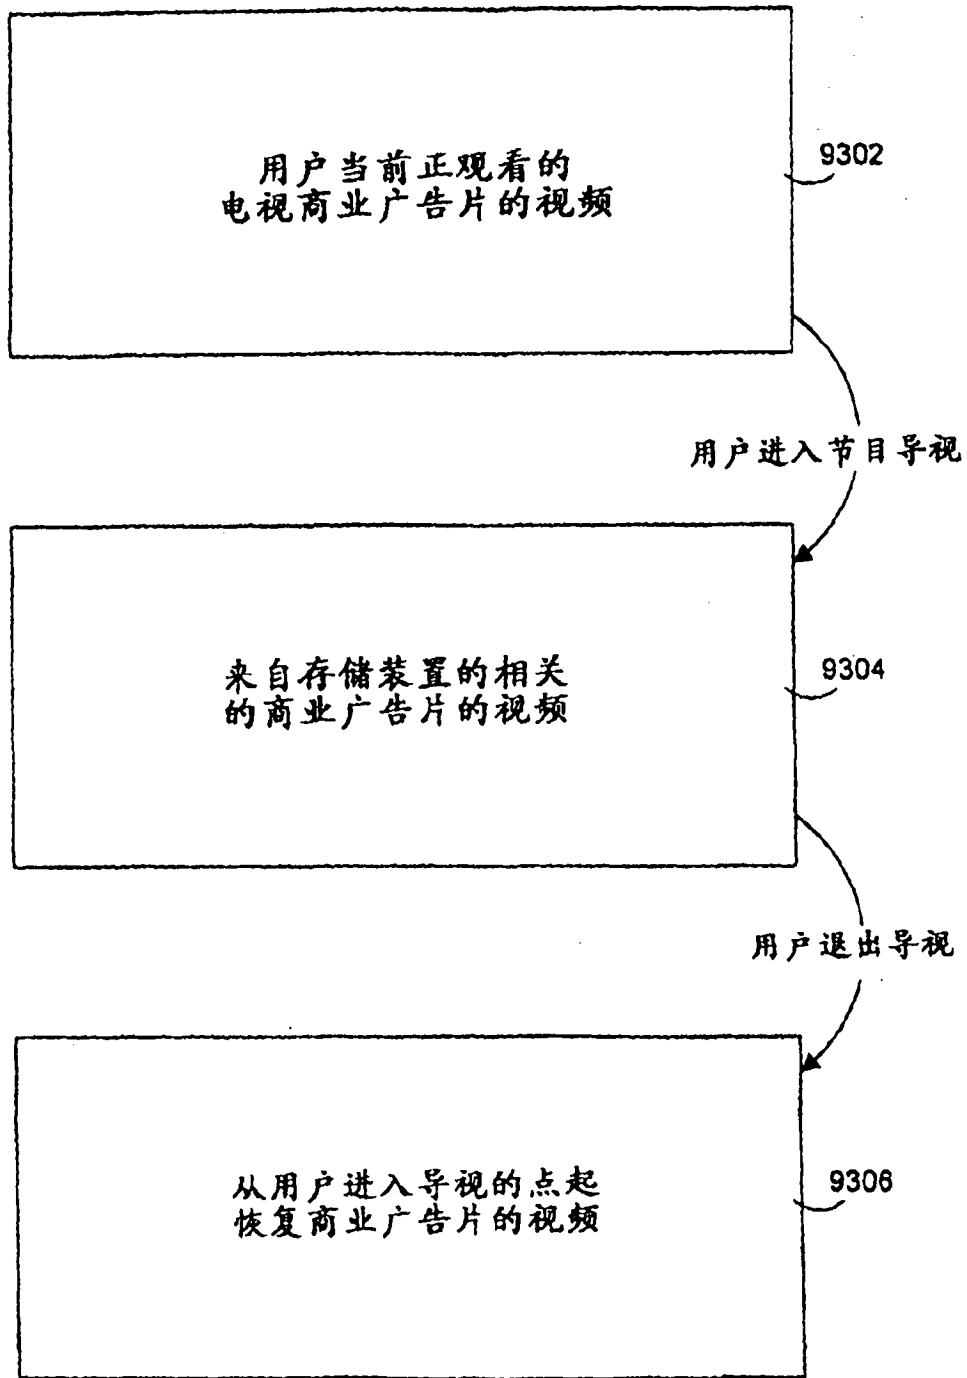 用户当前正观看的
电视商业广告片的视频
9302
用户进入节目导视
来自存储装置的相关
的商业广告片的视频
9304
用户退出导视
从用户进入导视的点起
恢复商业广告片的视频
9306